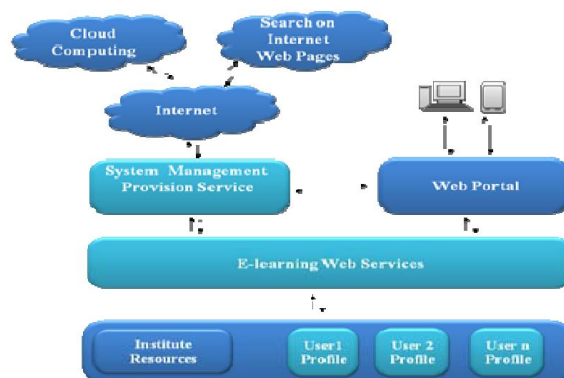 Cloud
Computing
Search on
Internet
Web Pages
Internet
System Management
Provision Service
Web Portal
E-learning Web Services
Institute
Resources
User1
Profile
User 2
Profile
User n
Profile